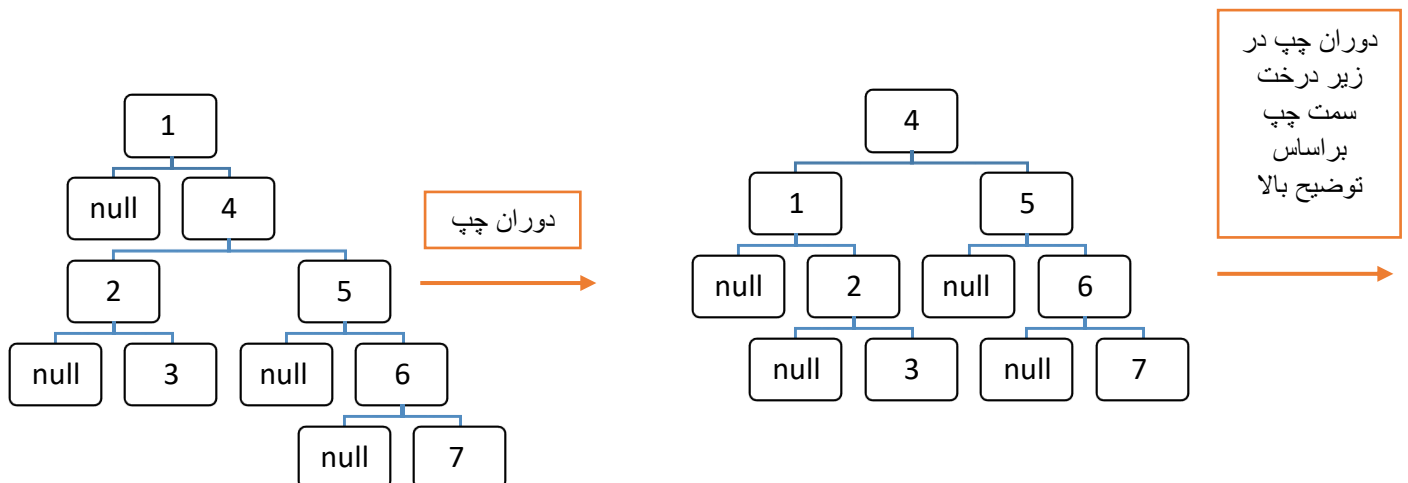 1
null
4
2
5
null
3
null
6
null
7
دوران چپ
4
1
5
null
2
null
6
null
3
null
7
دوران چپ در
زیر درخت
سمت چپ
براساس
توضیح بالا